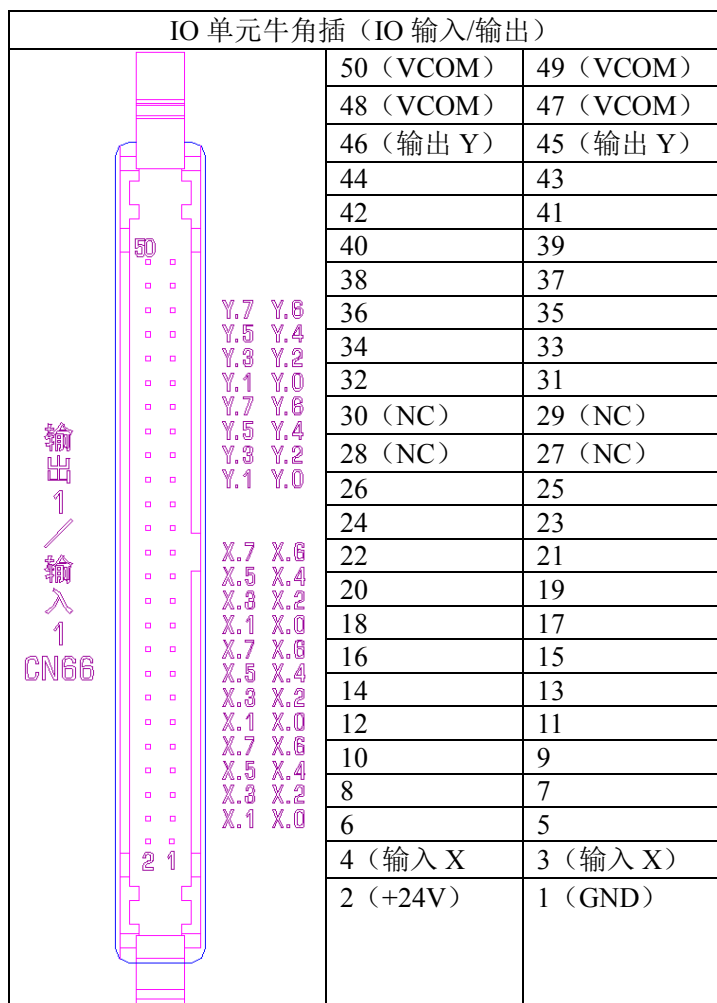 IO 单元牛角插（IO 输入/输出）
50（VCOM） 49（VCOM）
48（VCOM） 47（VCOM）
46（输出 Y） 45（输出 Y）
44 43
42 41
40 39
38 37
36 35
34 33
32 31
30（NC） 29（NC）
28（NC） 27（NC）
26 25
24 23
22 21
20 19
18 17
16 15
14 13
12 11
10 9
8 7
6 5
4（输入 X 3（输入 X）
2（+24V） 1（GND）
50
Y.7 Y.6
Y.5 Y.4
Y.3 Y.2
Y.1 Y.0
Y.7 Y.6
Y.5 Y.4
Y.3 Y.2
Y.1 Y.0
X.7 X.6
X.5 X.4
X.3 X.2
X.1 X.0
X.7 X.6
X.5 X.4
X.3 X.2
X.1 X.0
X.7 X.6
X.5 X.4
X.3 X.2
X.1 X.0
2 1
输出1/输入1
CN66